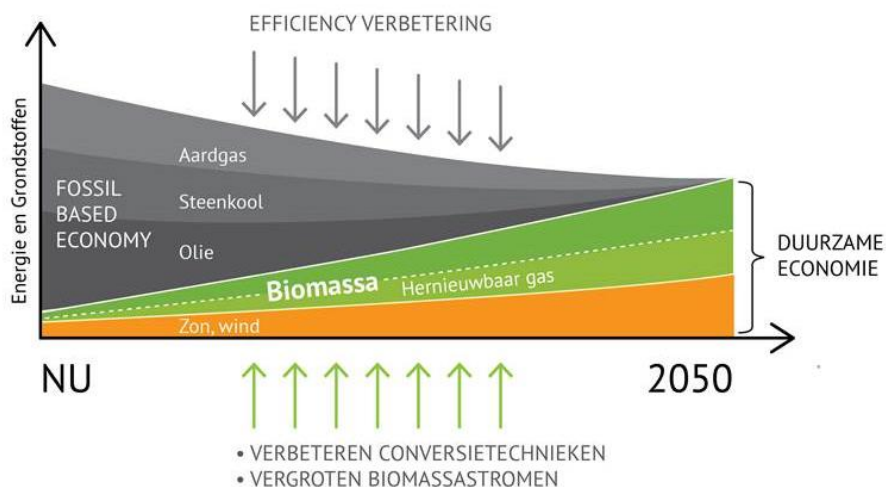 EFFICIENCY VERBETERING
Energie en Grondstoffen
Aardgas
FOSSIL
BASED
ECONOMY
Steenkool
Olie
Biomassa
Hernieuwbaar gas
Zon, wind
DUURZAME
ECONOMIE
NU
2050
• VERBETEREN CONVERSIETECHNIEKEN
• VERGROTEN BIOMASSASTROMEN